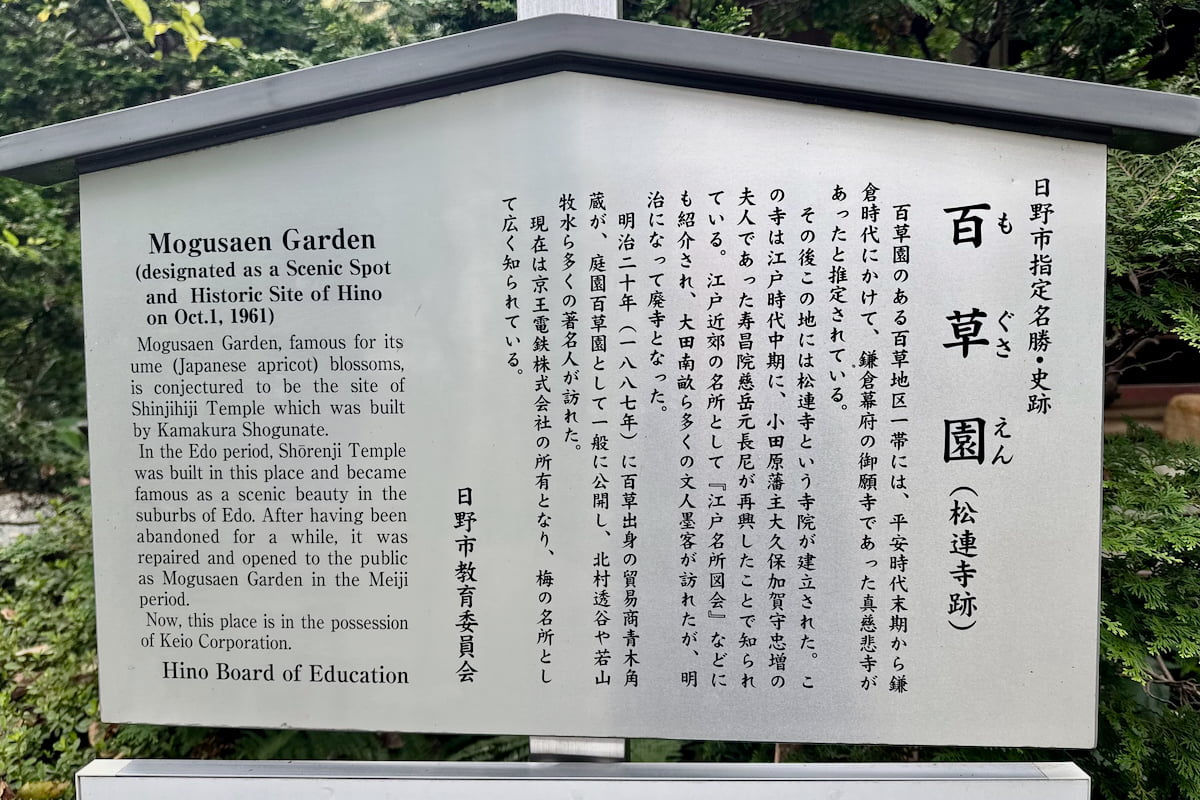 日野市指定名勝・史跡
百草園(松連寺跡)
もぐさえん
百草園のある百草地区一帯には、平安時代末期から鎌
倉時代にかけて、鎌倉幕府の御願寺であった真慈悲寺が
あったと推定されている。
その後この地には松連寺という寺院が建立された。こ
の寺は江戸時代中期に、小田原藩主大久保加賀守忠増の
夫人であった寿昌院慈岳元長尼が再興したことで知られ
ている。江戸近郊の名所として『江戸名所図会』などに
も紹介され、大田南畝ら多くの文人墨客が訪れたが、明
治になって廃寺となった。
明治二十年(一八八七年)に百草出身の貿易商青木角
蔵が、庭園百草園として一般に公開し、北村透谷や若山
牧水ら多くの著名人が訪れた。
現在は京王電鉄株式会社の所有となり、梅の名所とし
て広く知られている。
日野市教育委員会
Mogusaen Garden
(designated as a Scenic Spot
and Historic Site of Hino
on Oct.1, 1961)
Mogusaen Garden, famous for its
ume (Japanese apricot) blossoms,
is conjectured to be the site of
Shinjihiji Temple which was built
by Kamakura Shogunate.
In the Edo period, Shōrenji Temple
was built in this place and became
famous as a scenic beauty in the
suburbs of Edo. After having been
abandoned for a while, it was
repaired and opened to the public
as Mogusaen Garden in the Meiji
period.
Now, this place is in the possession
of Keio Corporation.
Hino Board of Education